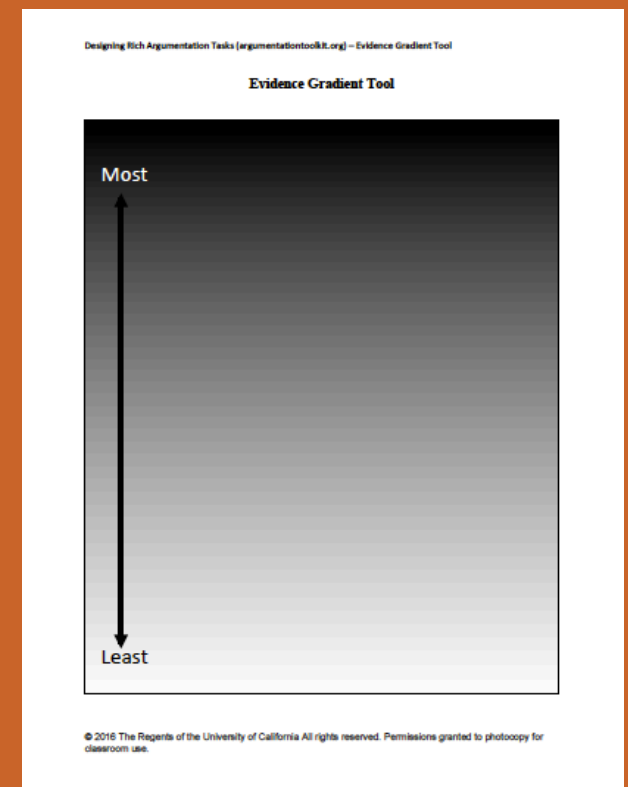 Designing Rich Argumentation Tasks (argumentationtoolkit.org) – Evidence Gradient Tool
Evidence Gradient Tool
Most
Least
© 2016 The Regents of the University of California All rights reserved. Permissions granted to photocopy for
classroom use.